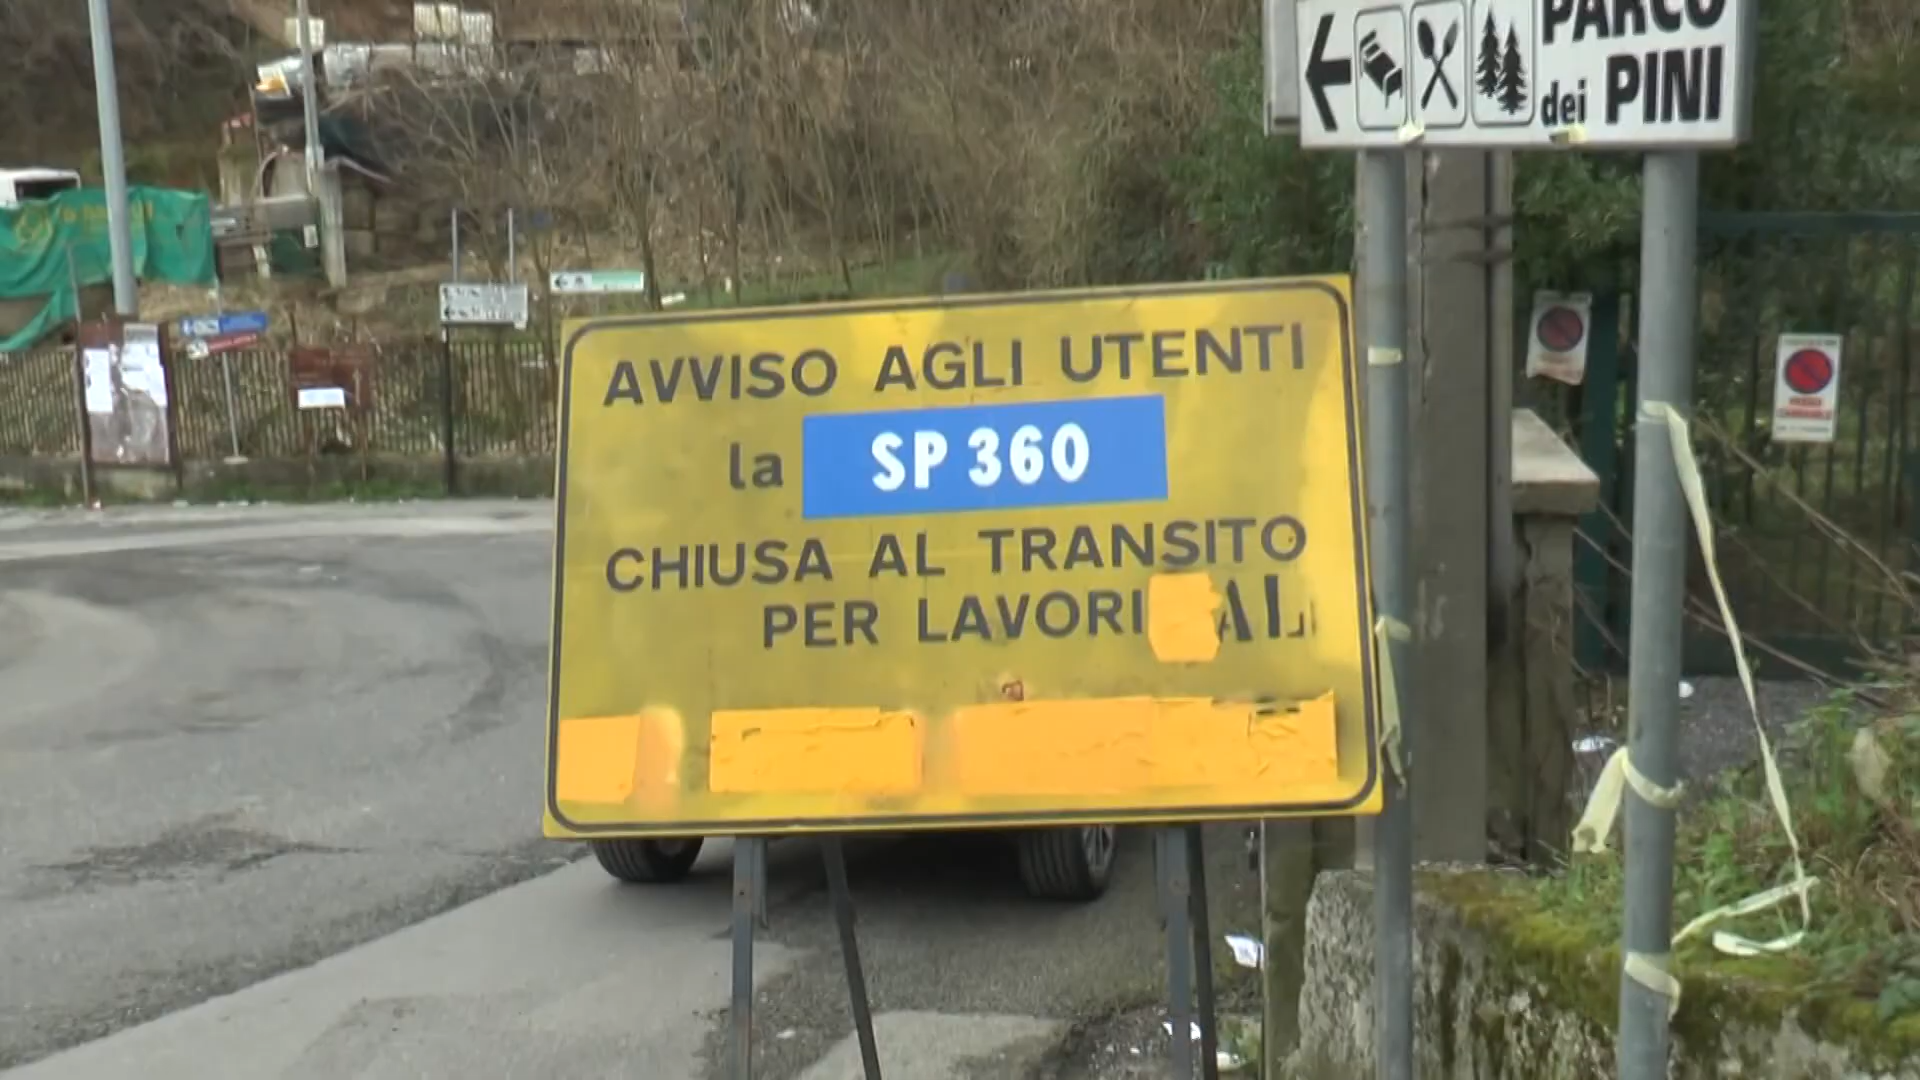 PARCO
dei PINI
AVVISO AGLI UTENTI
la SP 360
CHIUSA AL TRANSITO
PER LAVORI AL